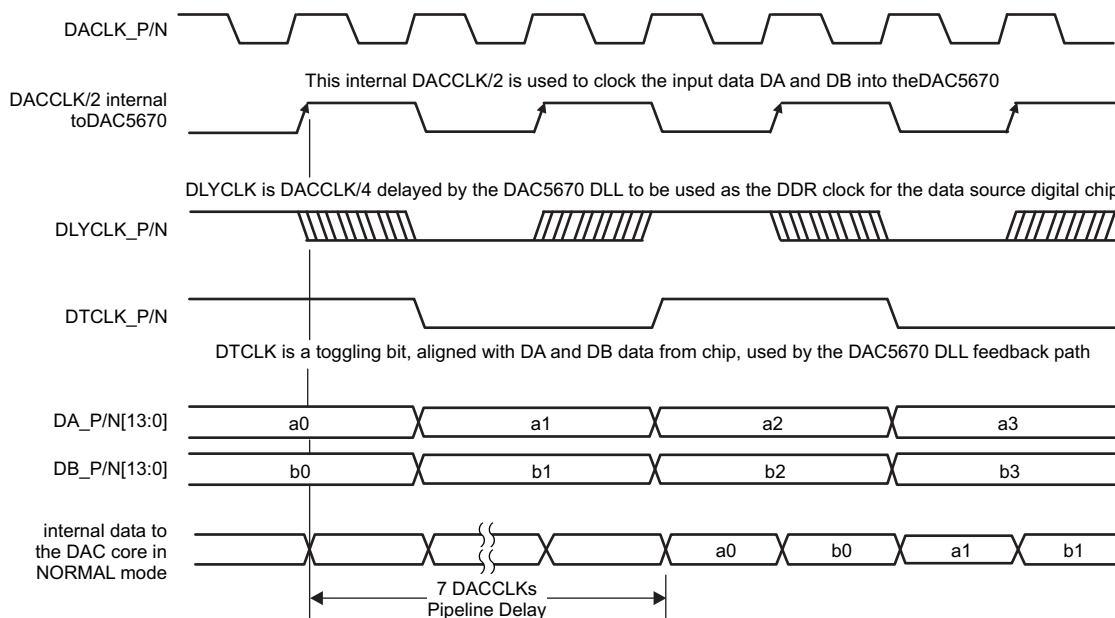 DACLK_P/N
This internal DACCLK/2 is used to clock the input data DA and DB into theDAC5670
DACCLK/2 internal
toDAC5670
DLYCLK is DACCLK/4 delayed by the DAC5670 DLL to be used as the DDR clock for the data source digital chip
DLYCLK_P/N
DTCLK_P/N
DTCLK is a toggling bit, aligned with DA and DB data from chip, used by the DAC5670 DLL feedback path
DA_P/N[13:0] a0 a1 a2 a3
DB_P/N[13:0] b0 b1 b2 b3
internal data to
the DAC core in
NORMAL mode
a0 b0 a1 b1
7 DACCLKs
Pipeline Delay